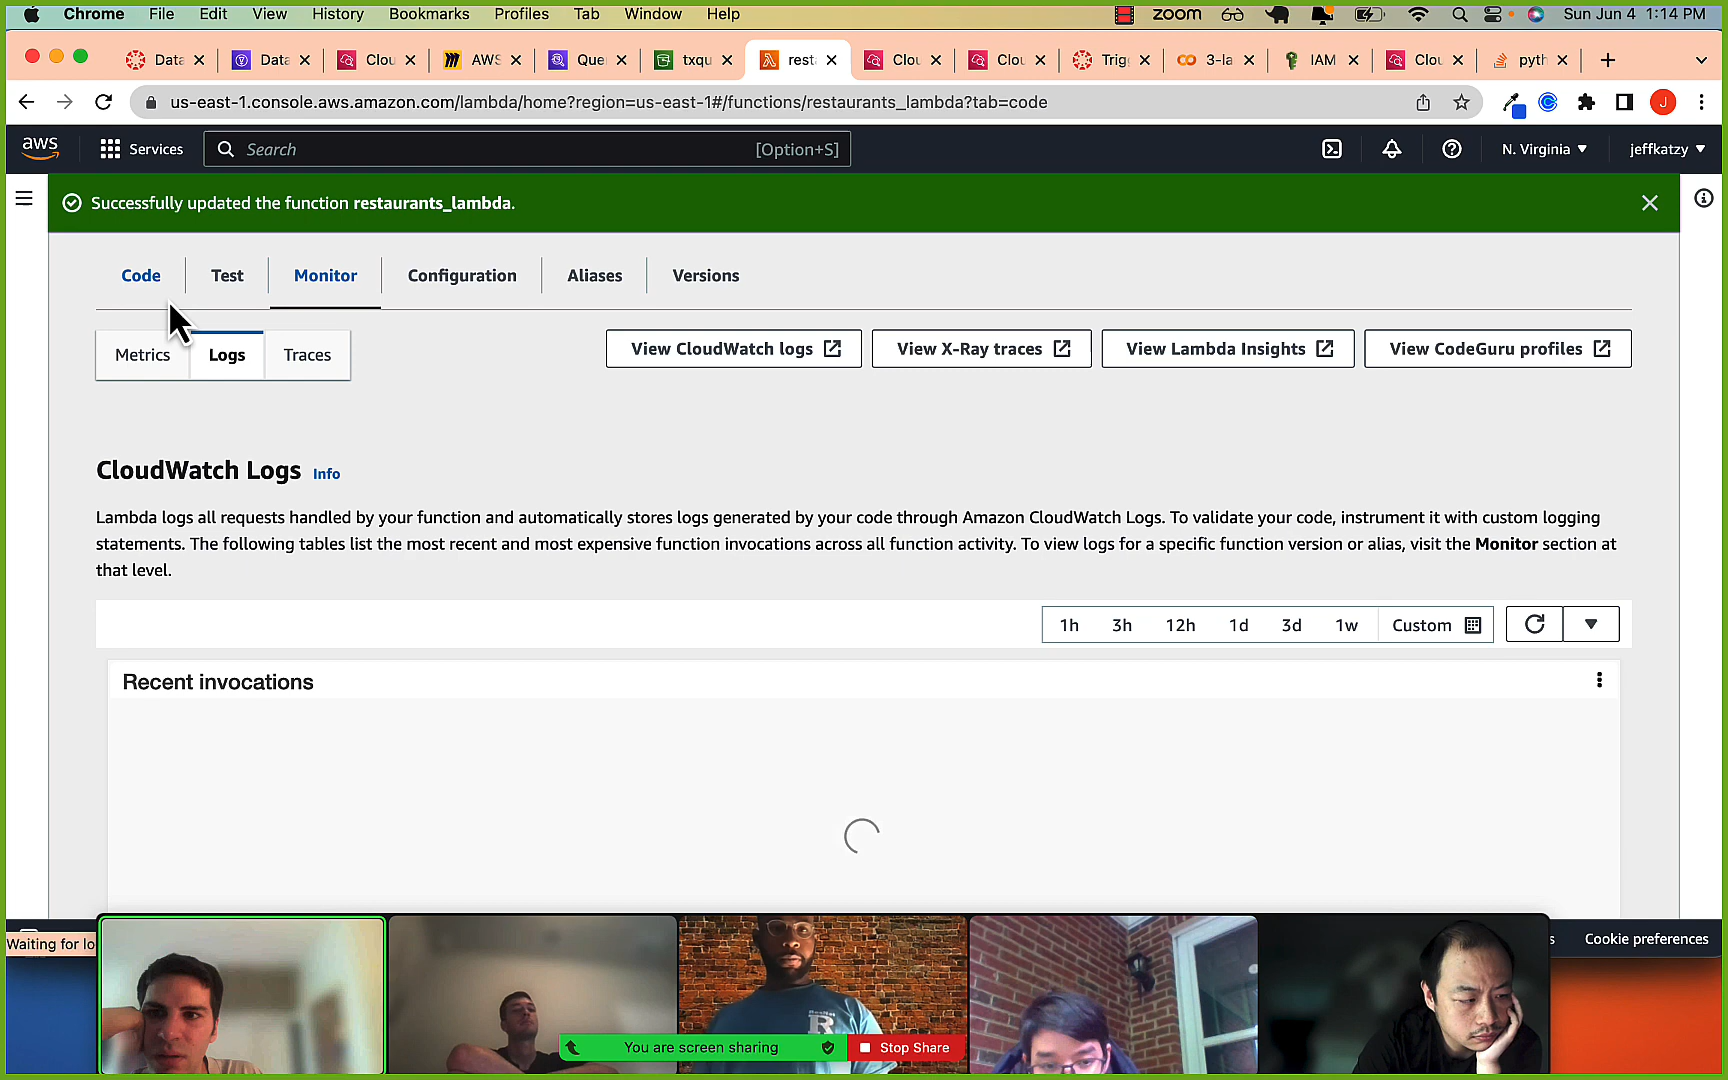 Chrome File Edit View History Bookmarks Profiles Tab Window Help zoom Sun Jun 4 1:14 PM
Data Data Clou AWS Que txqu rest Clou Clou Trig 3-la IAM Clou pyth
us-east-1.console.aws.amazon.com/lambda/home?region=us-east-1#/functions/restaurants_lambda?tab=code J
aws Services Search [Option+S] N. Virginia jeffkatzy
Successfully updated the function restaurants_lambda.
Code Test Monitor Configuration Aliases Versions
Metrics Logs Traces View CloudWatch logs View X-Ray traces View Lambda Insights View CodeGuru profiles
CloudWatch Logs Info
Lambda logs all requests handled by your function and automatically stores logs generated by your code through Amazon CloudWatch Logs. To validate your code, instrument it with custom logging
statements. The following tables list the most recent and most expensive function invocations across all function activity. To view logs for a specific function version or alias, visit the Monitor section at
that level.
1h 3h 12h 1d 3d 1w Custom
Recent invocations
Waiting for lo s Cookie preferences
R
You are screen sharing Stop Share